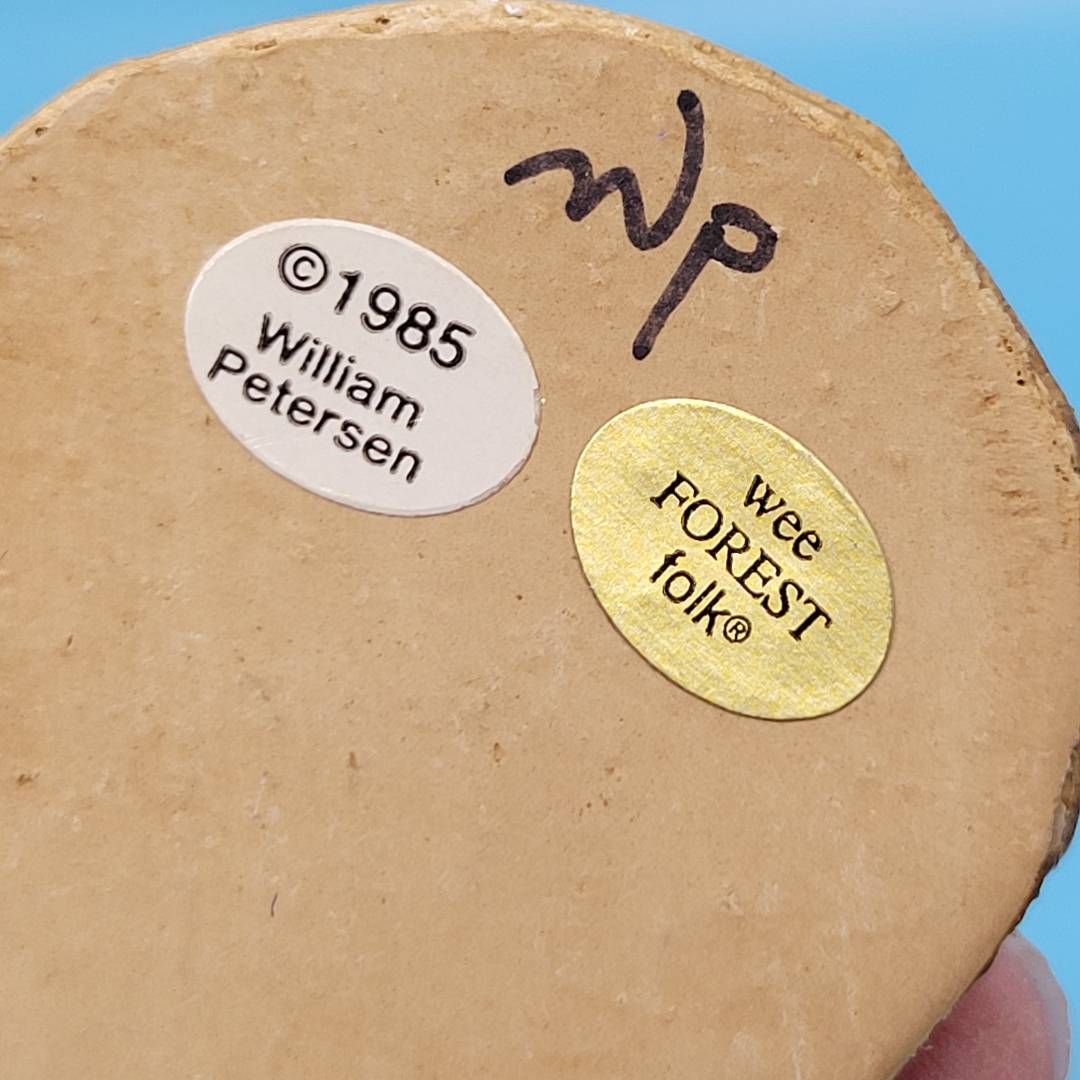 wp
©1985
William
Petersen
wee
FOREST
folk®